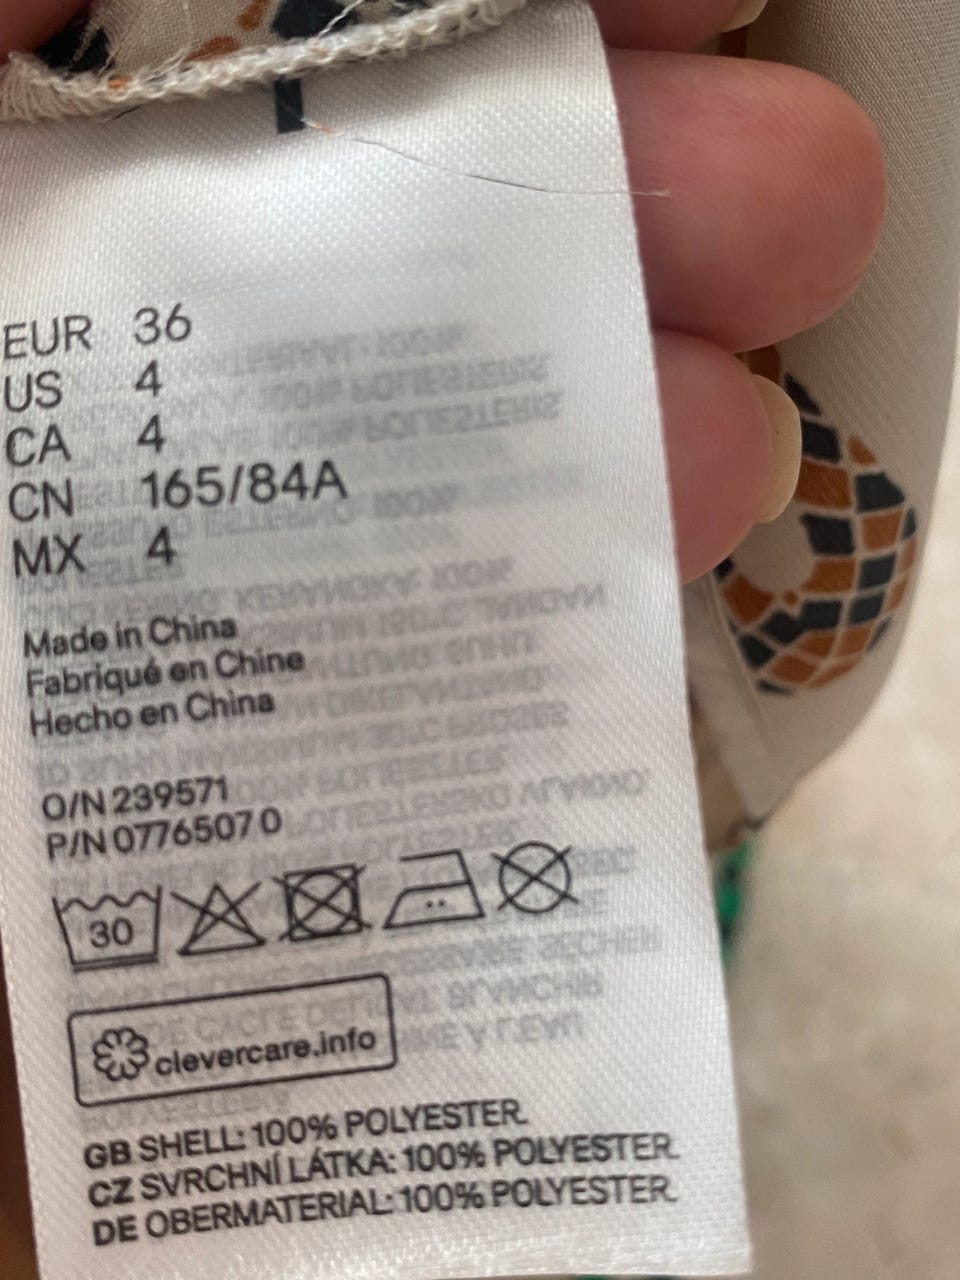 EUR 36
US 4
CA 4
CN 165/84A
MX 4
Made in China
Fabriqué en Chine
Hecho en China
O/N 239571
P/N 0776507 0
30
clevercare.info
GB SHELL: 100% POLYESTER.
CZ SVRCHNÍ LÁTKA: 100% POLYESTER.
DE OBERMATERIAL: 100% POLYESTER.